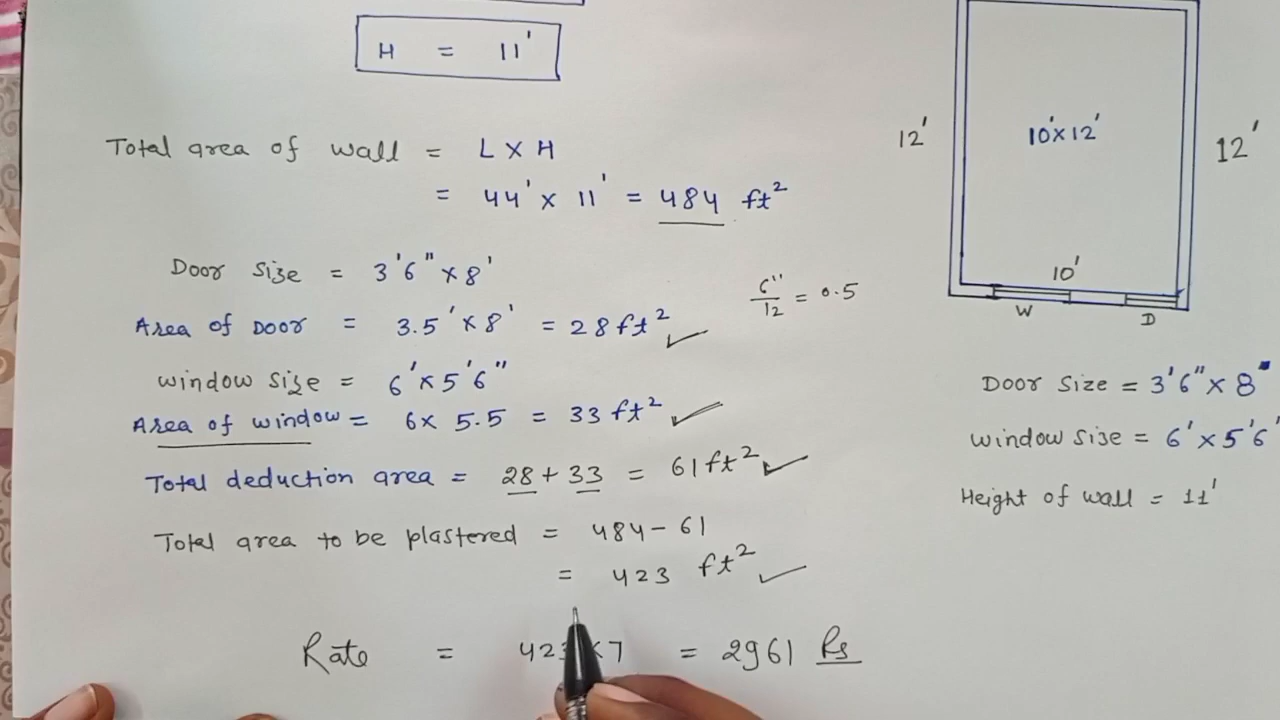 H = 11'
Total area of wall = L X H
= 44' X 11' = 484 ft²
Door Size = 3'6" X 8'
Area of Door = 3.5' X 8' = 28 ft²
6"/12 = 0.5
window size = 6' X 5'6"
Area of window = 6 X 5.5 = 33 ft²
Total deduction area = 28 + 33 = 61 ft²
Total area to be plastered = 484 - 61
= 423 ft²
Rate = 423 X 7 = 2961 Rs
12'
10' X 12'
12'
10'
W
D
Door Size = 3'6" X 8"
window size = 6' X 5'6'
Height of wall = 11'